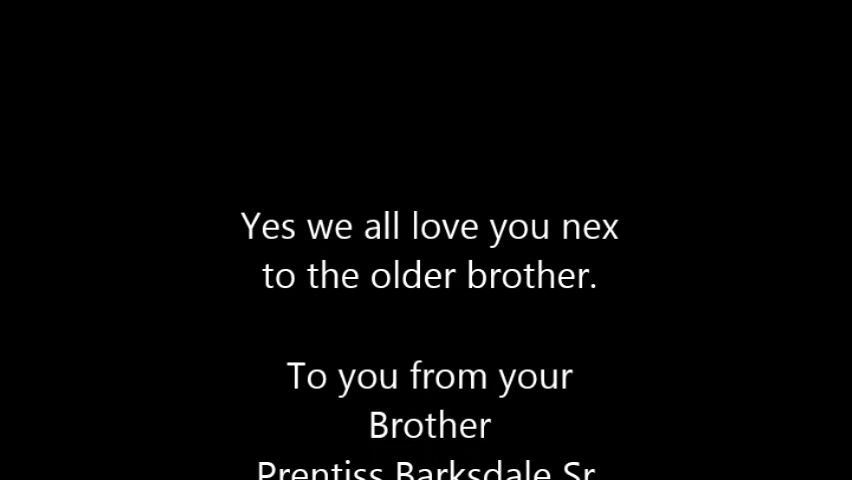 Yes we all love you nex
to the older brother.
To you from your
Brother
Prentiss Barksdale Sr